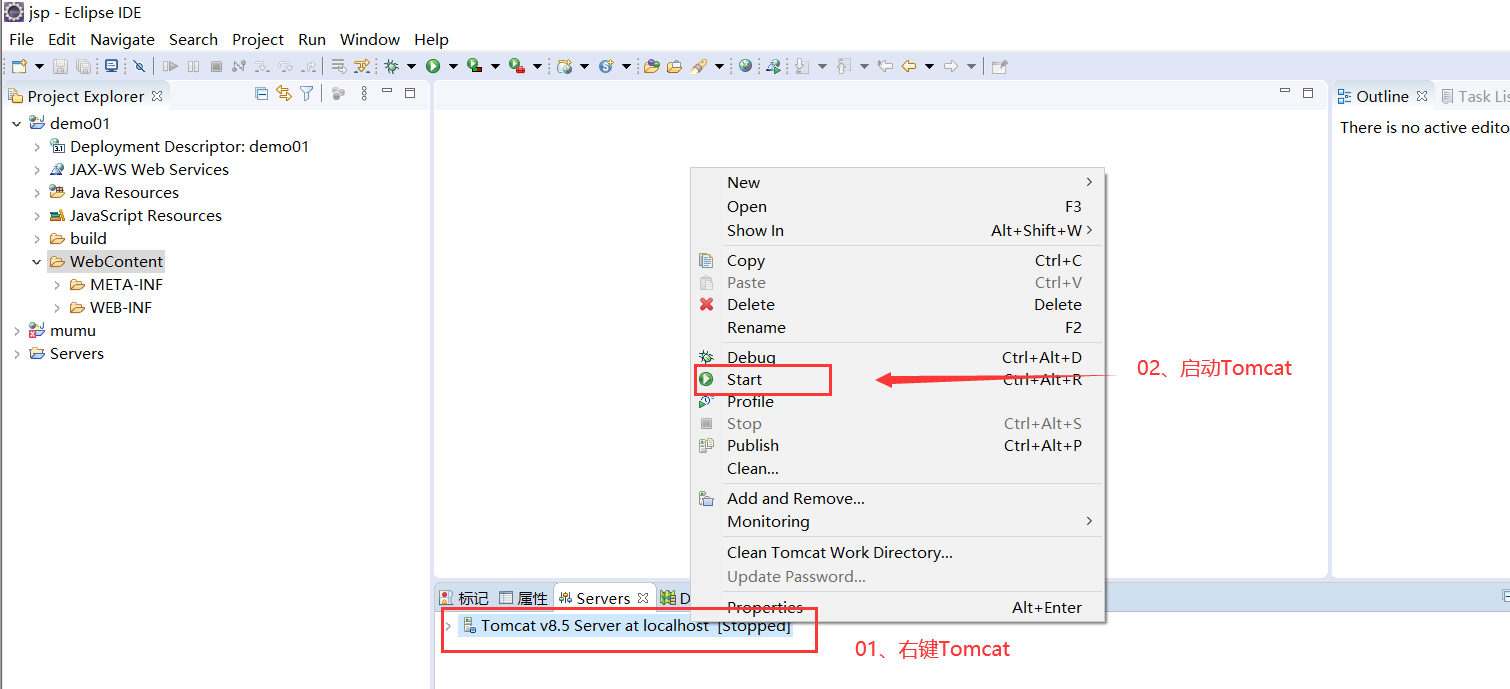 jsp - Eclipse IDE
File Edit Navigate Search Project Run Window Help
Project Explorer
demo01
Deployment Descriptor: demo01
JAX-WS Web Services
Java Resources
JavaScript Resources
build
WebContent
META-INF
WEB-INF
mumu
Servers
Outline Task Lis
There is no active edito
New
Open F3
Show In Alt+Shift+W
Copy Ctrl+C
Paste Ctrl+V
Delete Delete
Rename F2
Debug Ctrl+Alt+D
Start Ctrl+Alt+R
Profile
Stop Ctrl+Alt+S
Publish Ctrl+Alt+P
Clean...
Add and Remove...
Monitoring
Clean Tomcat Work Directory...
Update Password...
Properties Alt+Enter
02、启动Tomcat
标记 属性 Servers D
Tomcat v8.5 Server at localhost [Stopped]
01、右键Tomcat